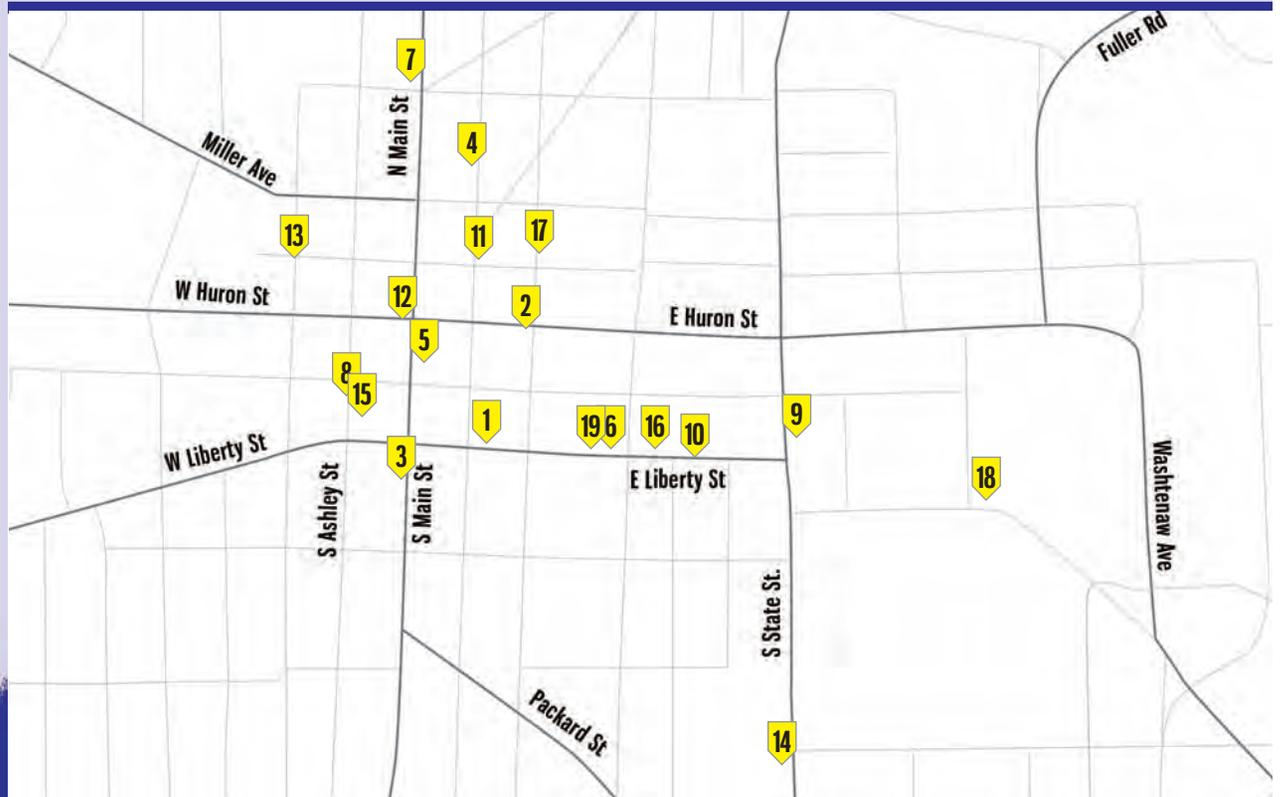 Fuller Rd
7
N Main St
4
Miller Ave
13
11
17
W Huron St
12
2
E Huron St
5
8
15
1
19
6
16
10
9
W Liberty St
3
E Liberty St
18
S Ashley St
S Main St
Washtenaw Ave
S State St.
Packard St
14